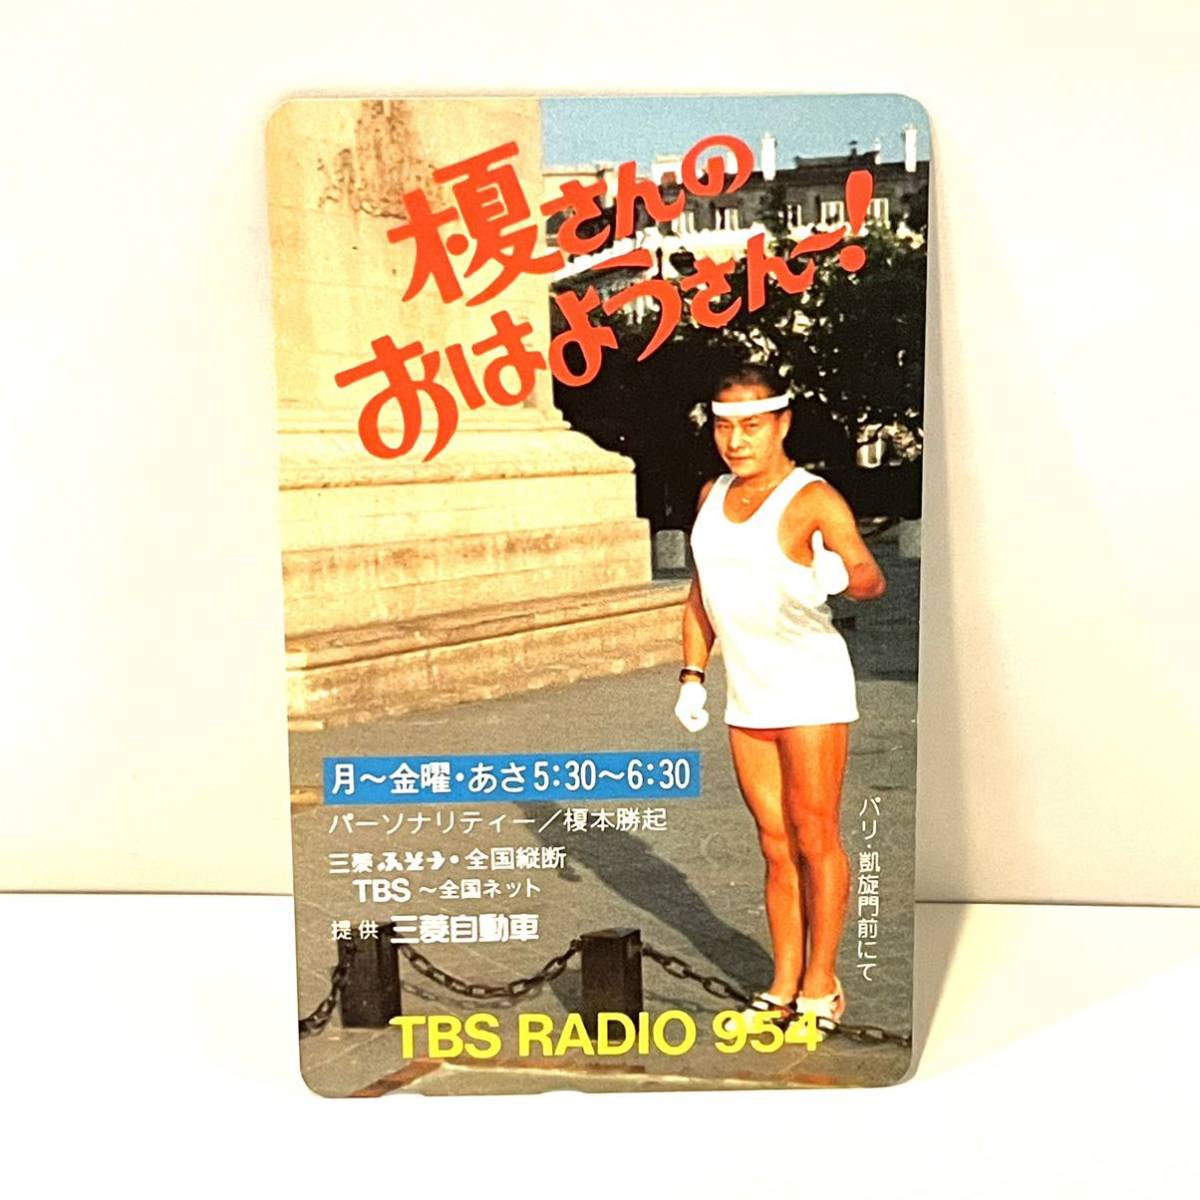 榎さんの
おはようさん〜!
月〜金曜・あさ5:30〜6:30
パーソナリティー/榎本勝起
三菱ふそう・全国縦断
TBS〜全国ネット
提供 三菱自動車
パリ・凱旋門前にて
TBS RADIO 954